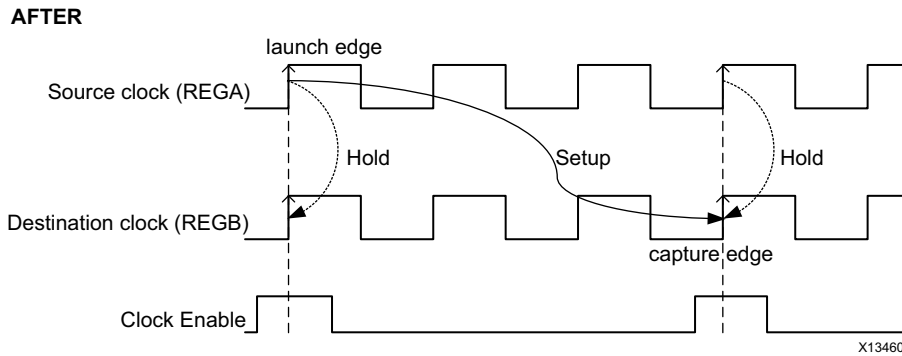 AFTER
launch edge
Source clock (REGA)
Hold
Setup
Hold
Destination clock (REGB)
capture edge
Clock Enable
X13460